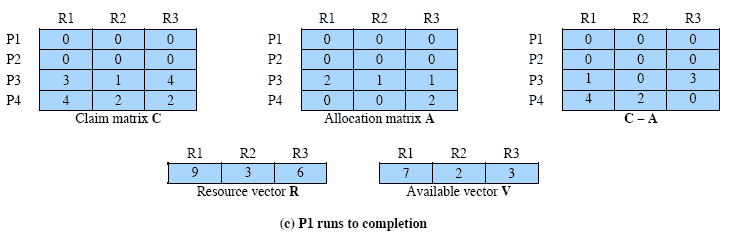 R1 R2 R3 R1 R2 R3 R1 R2 R3
P1 0 0 0 P1 0 0 0 P1 0 0 0
P2 0 0 0 P2 0 0 0 P2 0 0 0
P3 3 1 4 P3 2 1 1 P3 1 0 3
P4 4 2 2 P4 0 0 2 P4 4 2 0
Claim matrix C Allocation matrix A C – A
R1 R2 R3 R1 R2 R3
9 3 6 7 2 3
Resource vector R Available vector V
(c) P1 runs to completion